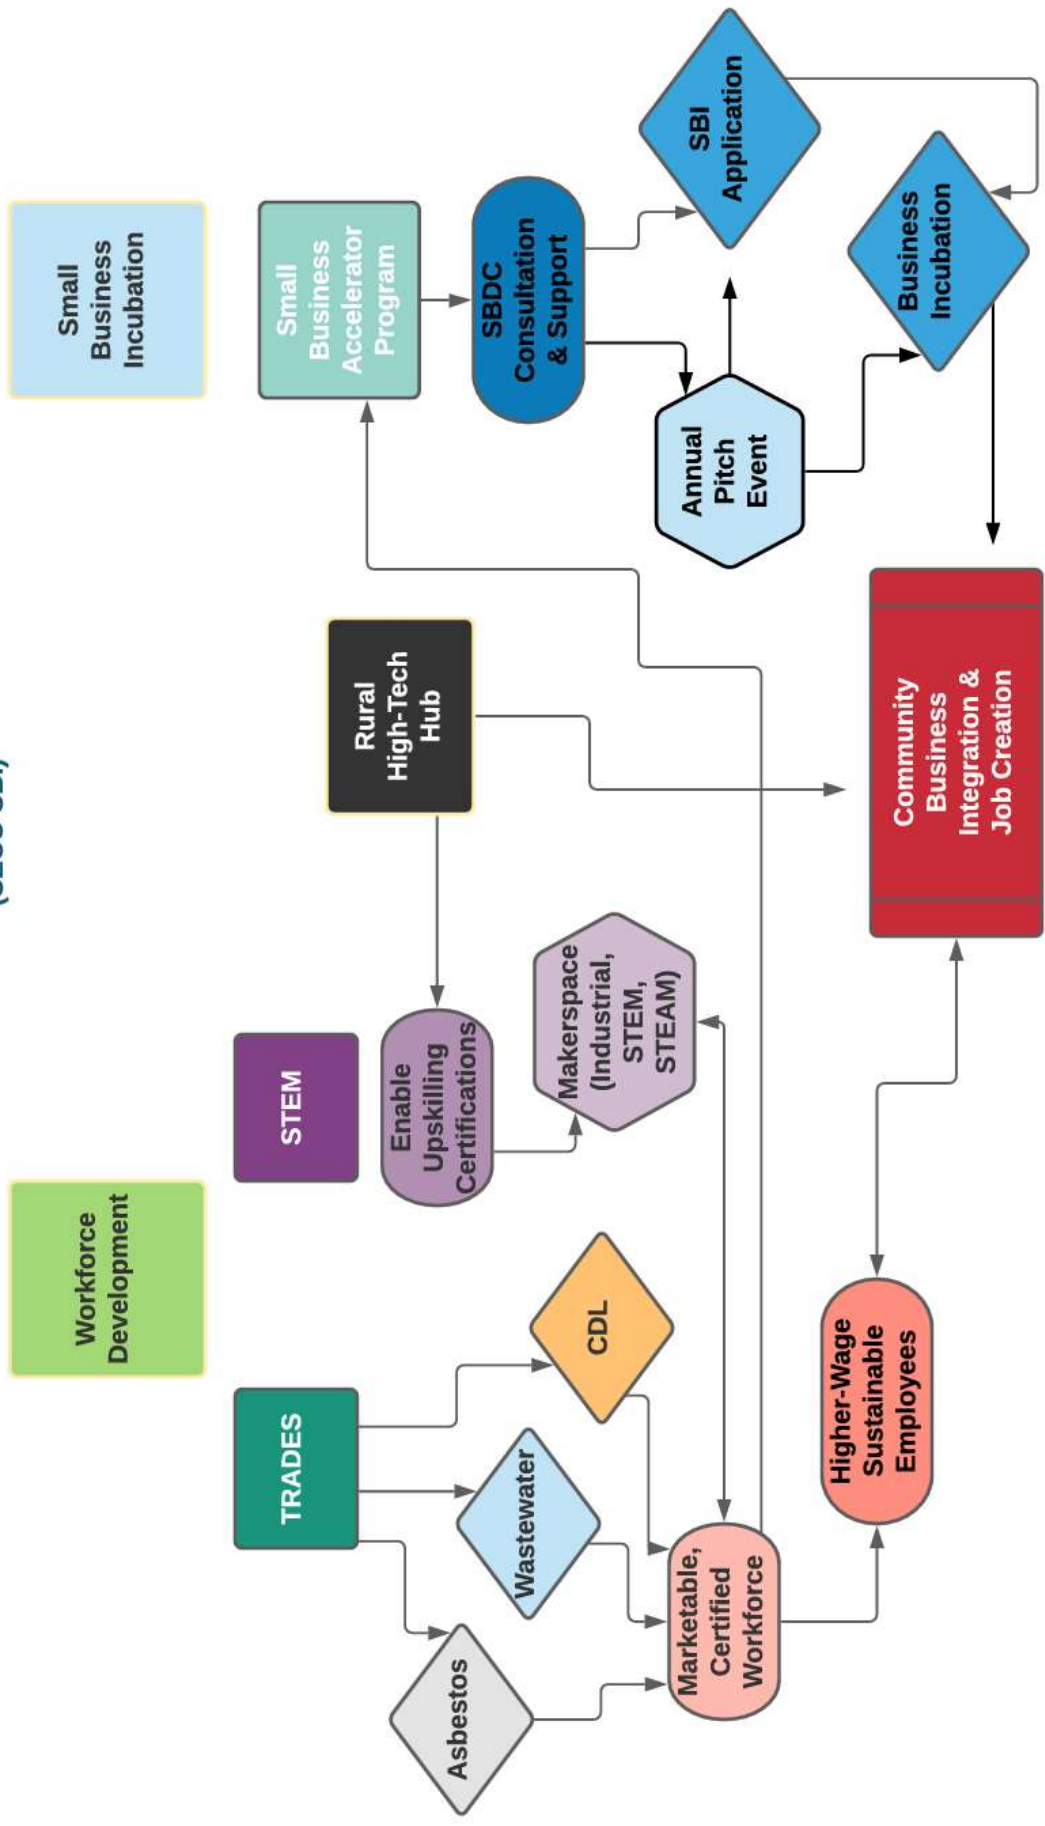 Workforce
Development
Small
Business
Incubation
TRADES
STEM
Rural
High-Tech
Hub
Small
Business
Accelerator
Program
Asbestos
Wastewater
CDL
Enable
Upskilling
Certifications
Makerspace
(Industrial,
STEM,
STEAM)
SBDC
Consultation
& Support
Annual
Pitch
Event
SBI
Application
Marketable,
Certified
Workforce
Higher-Wage
Sustainable
Employees
Community
Business
Integration &
Job Creation
Business
Incubation